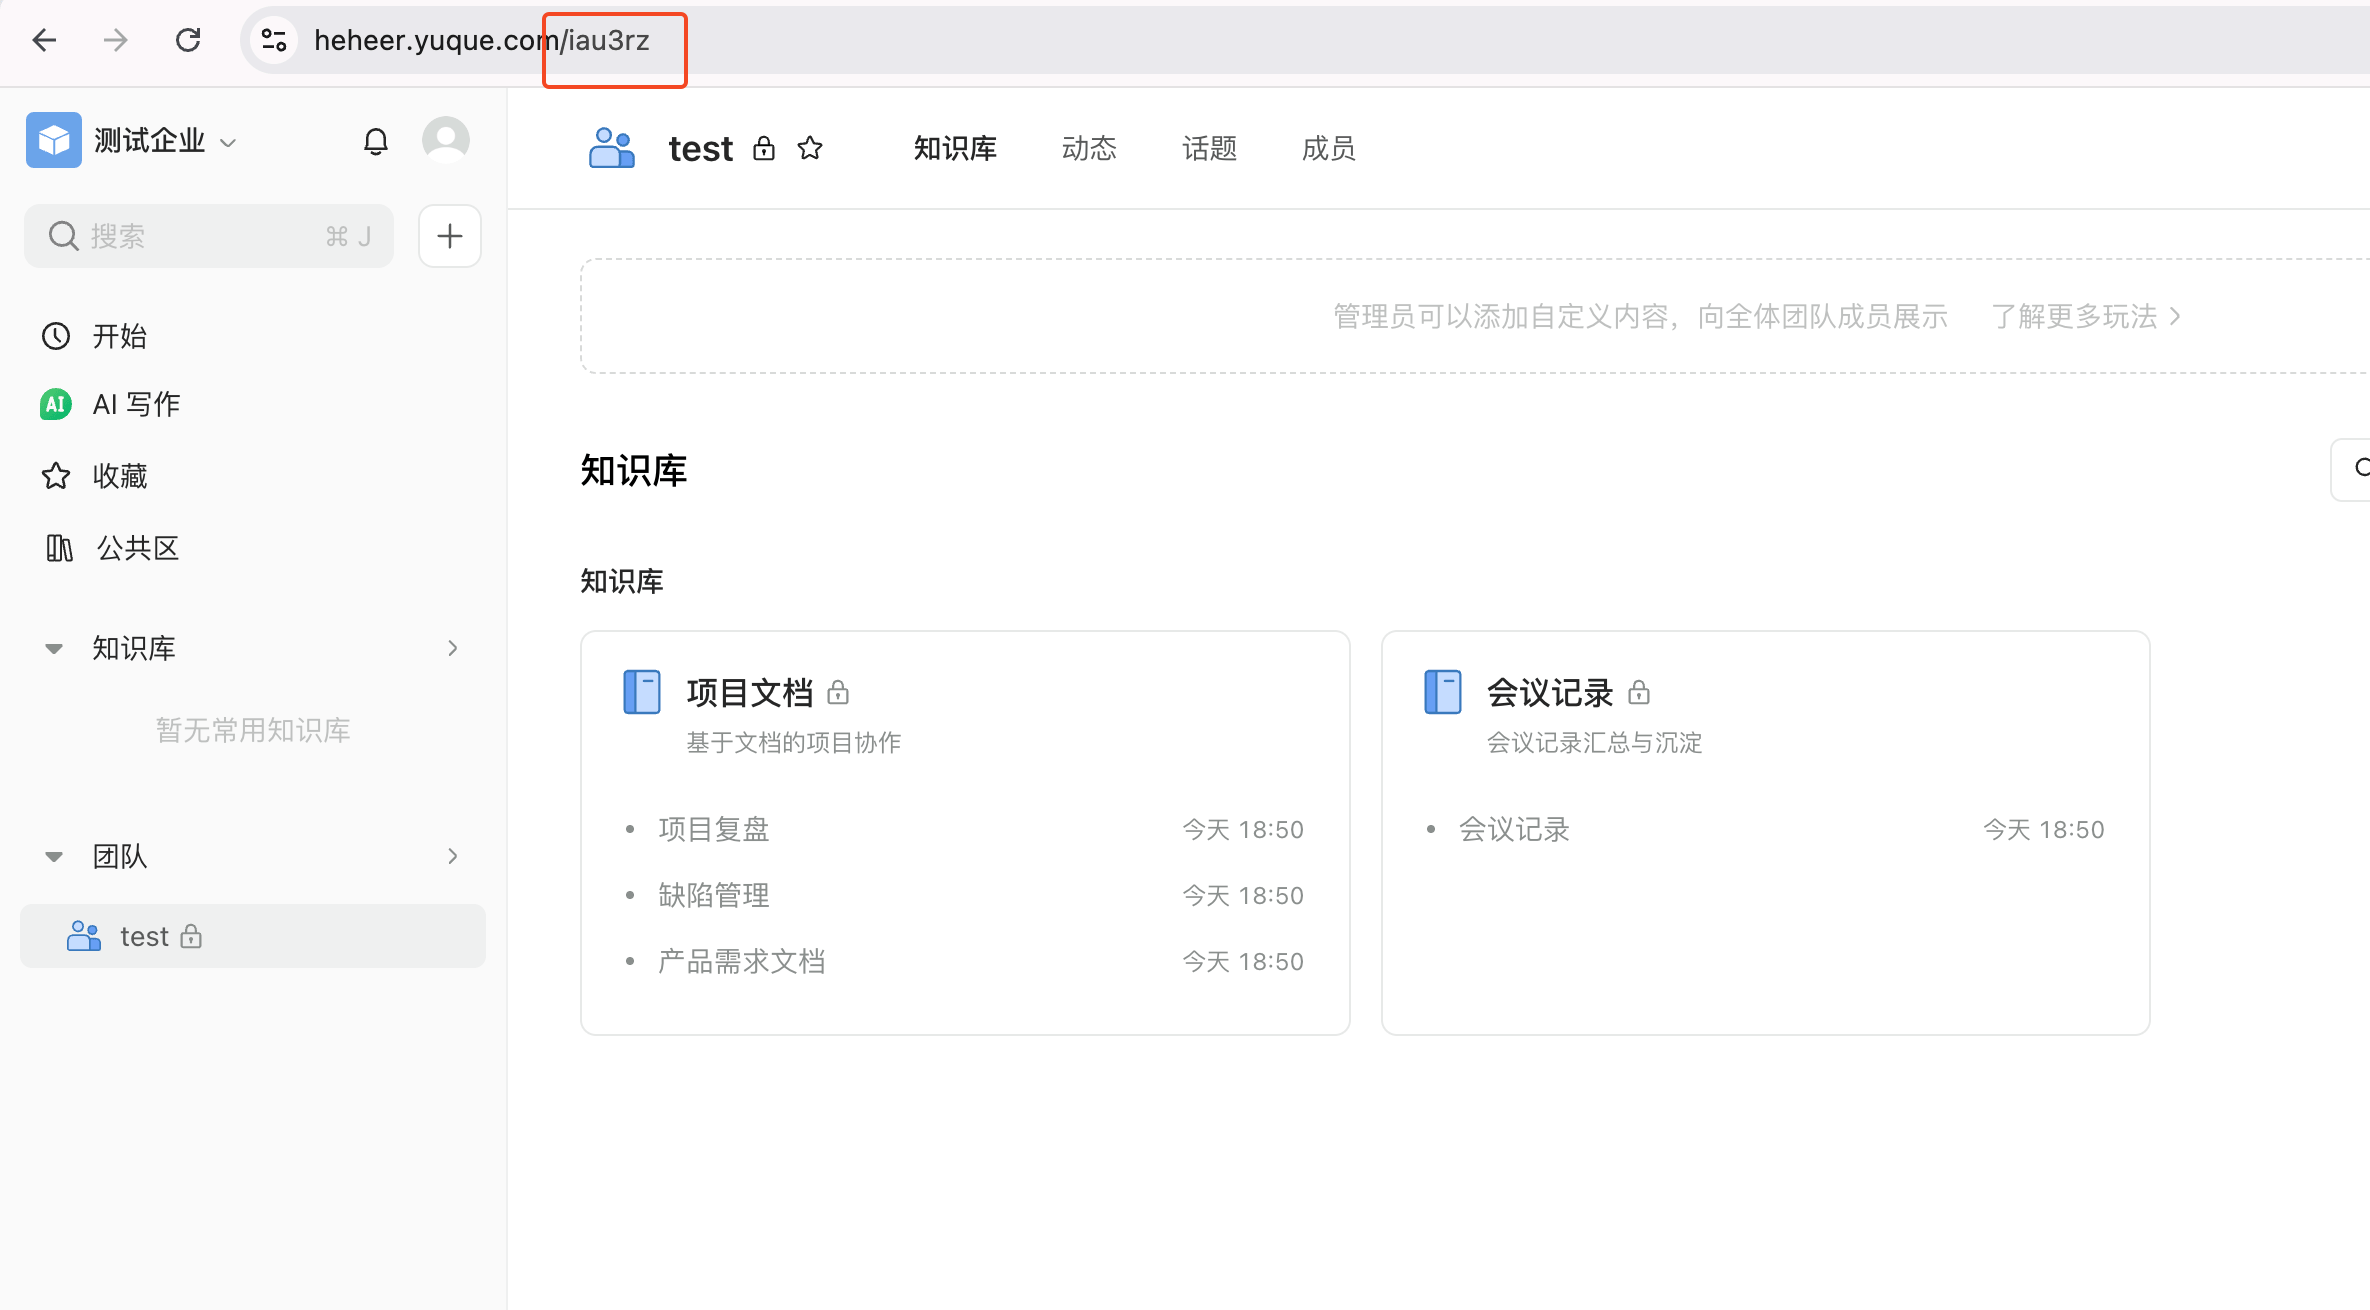 heheer.yuque.com/iau3rz
测试企业
搜索 ⌘ J
开始
AI AI 写作
收藏
公共区
知识库
暂无常用知识库
团队
test
test 知识库 动态 话题 成员
管理员可以添加自定义内容，向全体团队成员展示 了解更多玩法
知识库
知识库
项目文档
基于文档的项目协作
项目复盘 今天 18:50
缺陷管理 今天 18:50
产品需求文档 今天 18:50
会议记录
会议记录汇总与沉淀
会议记录 今天 18:50